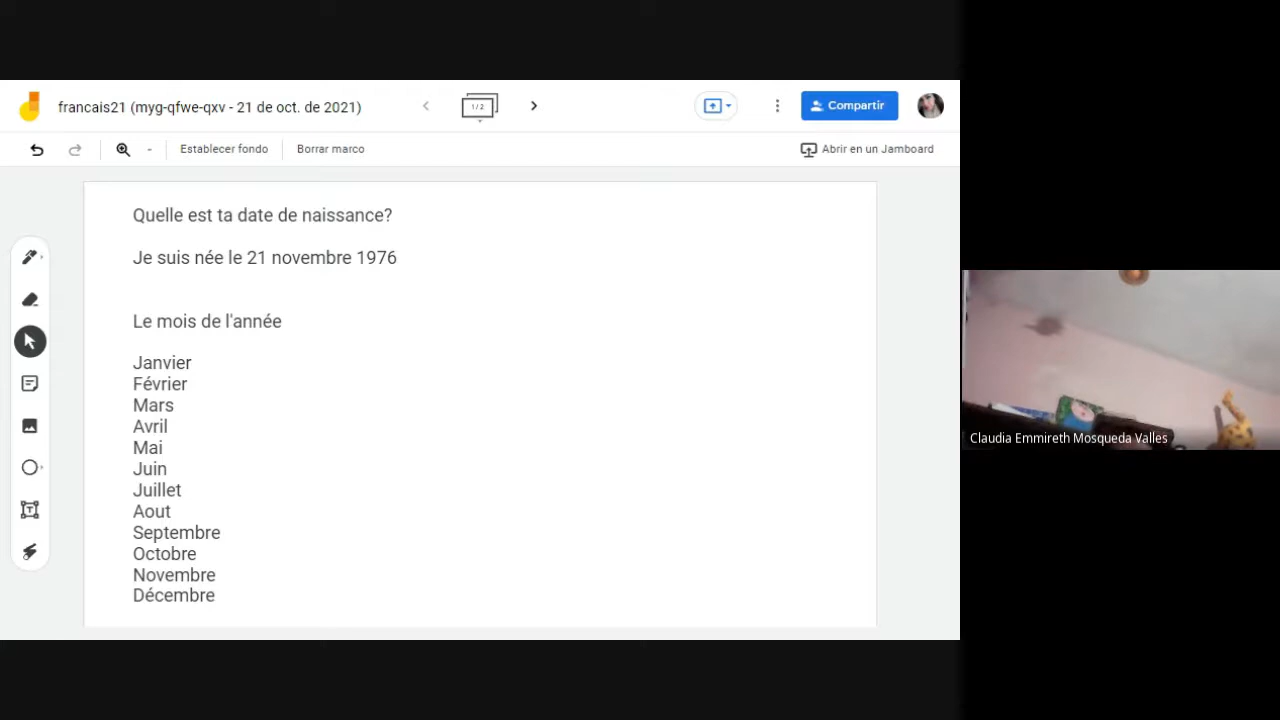 francais21 (myg-qfwe-qxv - 21 de oct. de 2021)
1/2
Compartir
Establecer fondo
Borrar marco
Abrir en un Jamboard
Quelle est ta date de naissance?
Je suis née le 21 novembre 1976
Le mois de l'année
Janvier
Février
Mars
Avril
Mai
Juin
Juillet
Aout
Septembre
Octobre
Novembre
Décembre
Claudia Emmireth Mosqueda Valles